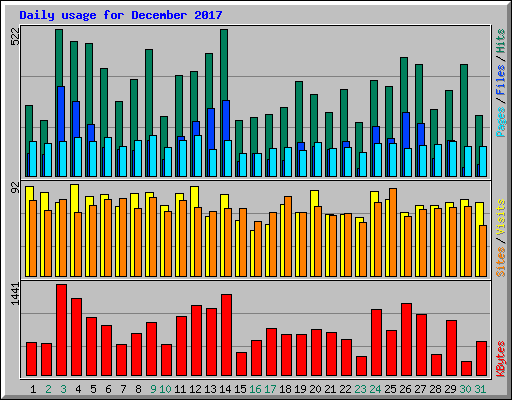 Daily usage for December 2017
522
Pages / Files / Hits
92
Sites / Visits
1441
KBytes
1 2 3 4 5 6 7 8 9 10 11 12 13 14 15 16 17 18 19 20 21 22 23 24 25 26 27 28 29 30 31